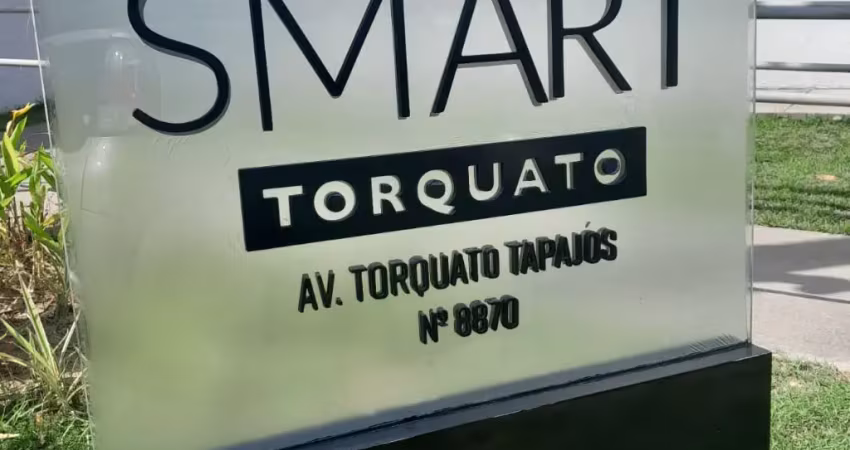 SMART
TORQUATO
AV. TORQUATO TAPAJÓS
Nº 8870